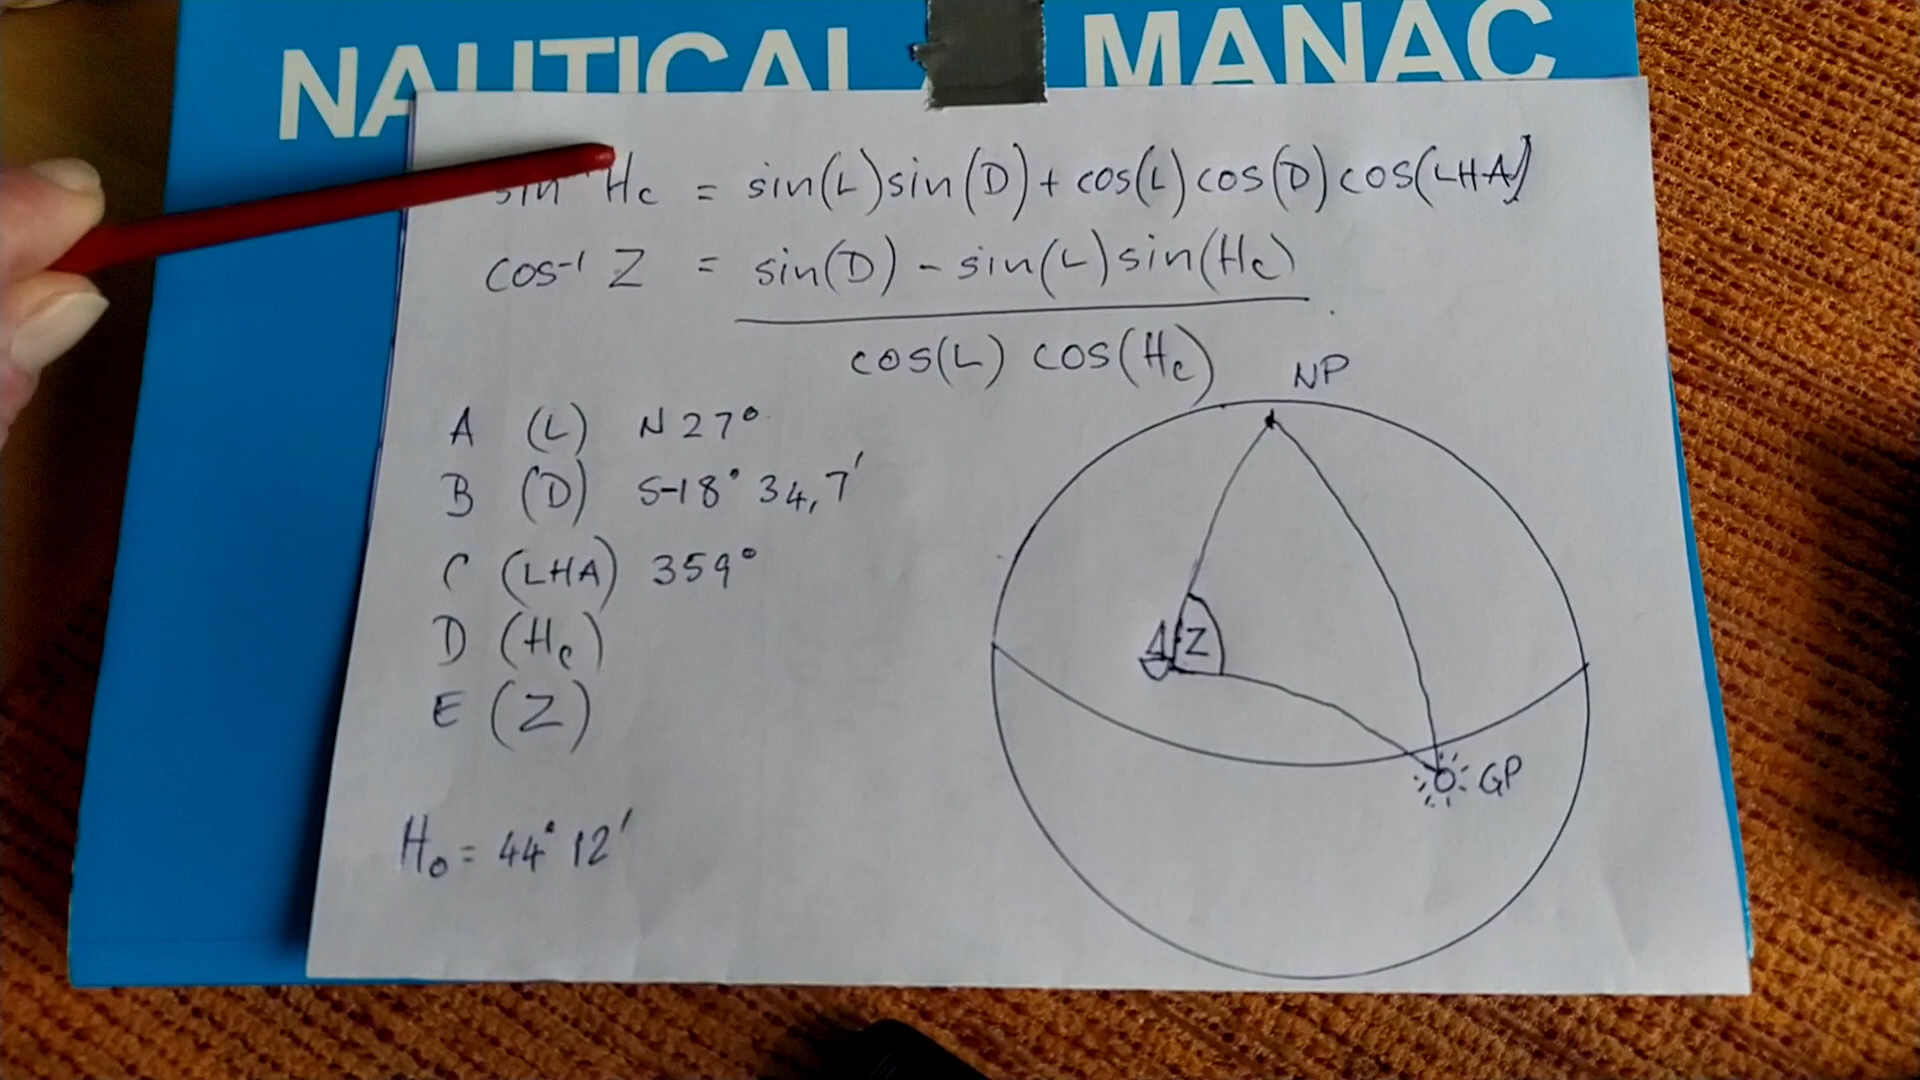 NAUTICAL MANAC
sin⁻¹ Hc = sin(L)sin(D)+cos(L)cos(D)cos(LHA)
cos⁻¹ Z = sin(D) - sin(L)sin(Hc)
cos(L) cos(Hc)
NP
A (L) N 27°
B (D) S-18° 34,7'
C (LHA) 359°
D (Hc)
Z
E (Z)
GP
Ho = 44° 12'